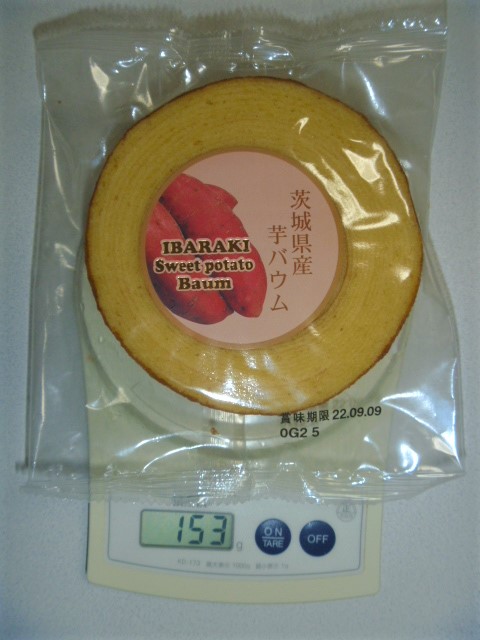 茨城県産
芋バウム
IBARAKI
Sweet potato
Baum
賞味期限 22.09.09
0G2 5
153 g
ON
TARE
OFF